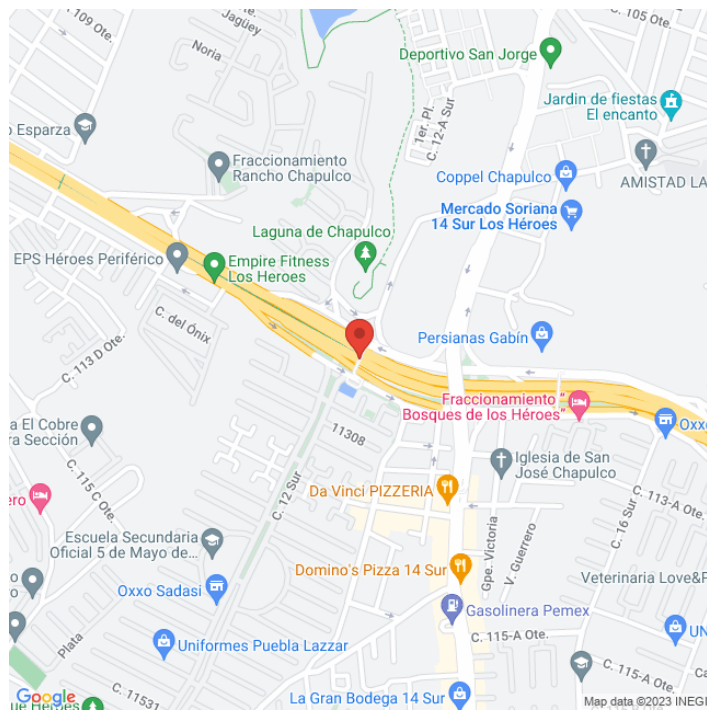 C. 109 Ote.
Jagüey
Noria
C. 105 Ote.
Deportivo San Jorge
Jardin de fiestas
El encanto
1er. Pl.
C. 12-A Sur
o Esparza
Fraccionamiento
Rancho Chapulco
Coppel Chapulco
AMISTAD LA
Mercado Soriana
14 Sur Los Héroes
Laguna de Chapulco
EPS Héroes Periférico
Empire Fitness
Los Heroes
C. del Ónix
Persianas Gabín
C. 113 D Ote.
Fraccionamiento "
Bosques de los Héroes"
a El Cobre
ra Sección
11308
Oxxo
Iglesia de San
José Chapulco
C. 115 C Ote.
C. 12 Sur
Da Vinci PIZZERIA
C. 113-A Ote.
C. 16 Sur
ero
Gpe. Victoria
V. Guerrero
Escuela Secundaria
Oficial 5 de Mayo de...
Domino's Pizza 14 Sur
Veterinaria Love&P
Oxxo Sadasi
Gasolinera Pemex
Plata
Uniformes Puebla Lazzar
C. 115-A Ote.
UN
C. 115-A Ote.
C. 11531
La Gran Bodega 14 Sur
ue Héroes
Google
Map data ©2023 INEGI